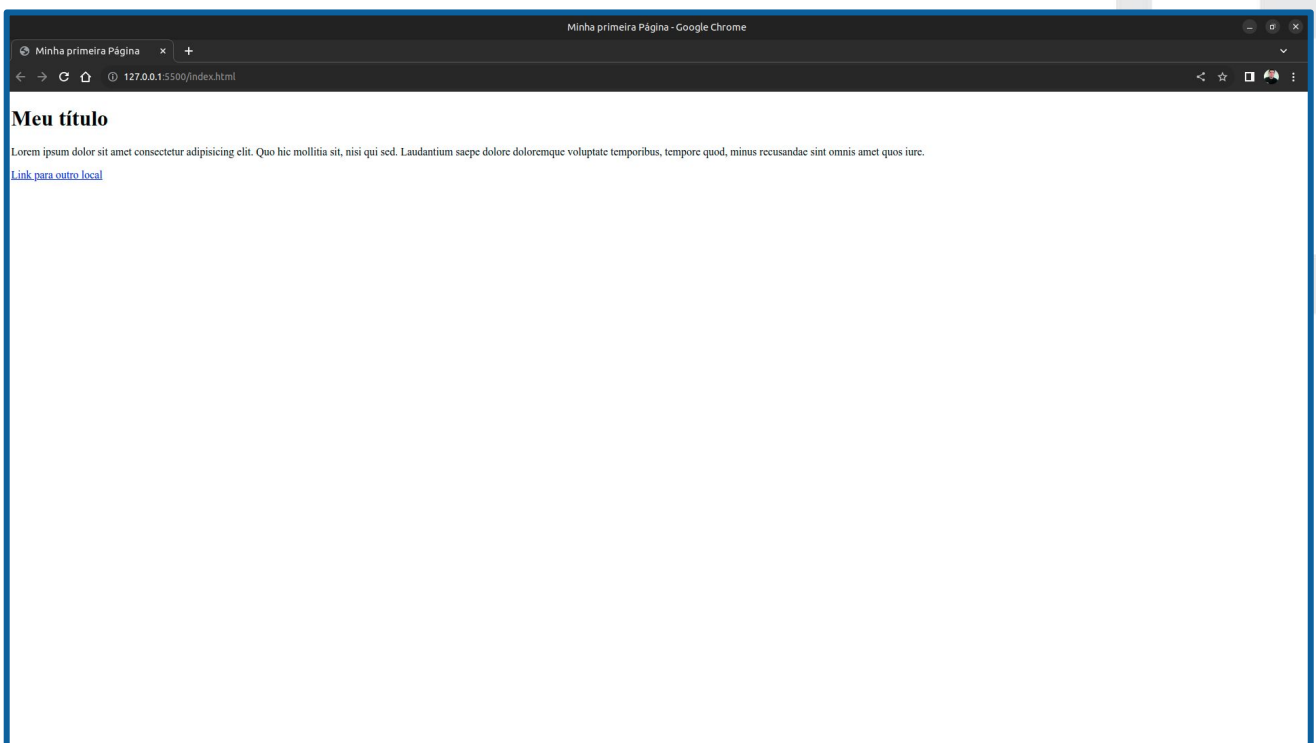 Minha primeira Página - Google Chrome
Minha primeira Página
127.0.0.1:5500/index.html
Meu título
Lorem ipsum dolor sit amet consectetur adipisicing elit. Quo hic mollitia sit, nisi qui sed. Laudantium saepe dolore doloremque voluptate temporibus, tempore quod, minus recusandae sint omnis amet quos iure.
Link para outro local